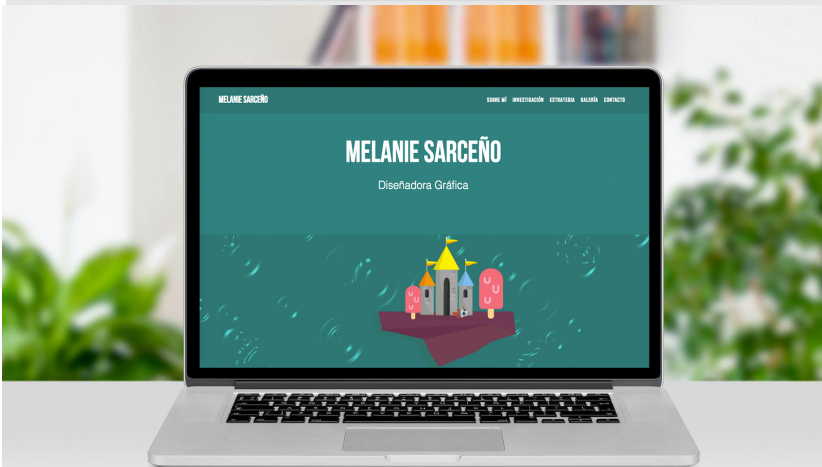 MELANIE SARCEÑO
SOBRE MÍ INVESTIGACIÓN ESTRATEGIA GALERÍA CONTACTO
MELANIE SARCEÑO
Diseñadora Gráfica